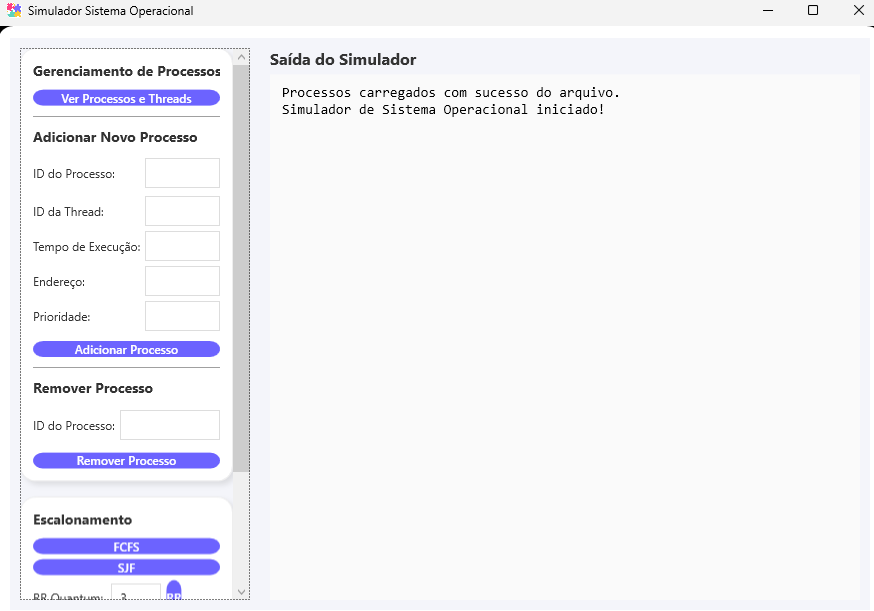 Simulador Sistema Operacional
Gerenciamento de Processos
Ver Processos e Threads
Adicionar Novo Processo
ID do Processo:
ID da Thread:
Tempo de Execução:
Endereço:
Prioridade:
Adicionar Processo
Remover Processo
ID do Processo:
Remover Processo
Escalonamento
FCFS
SJF
RR Quantum: 3 RR
Saída do Simulador
Processos carregados com sucesso do arquivo.
Simulador de Sistema Operacional iniciado!